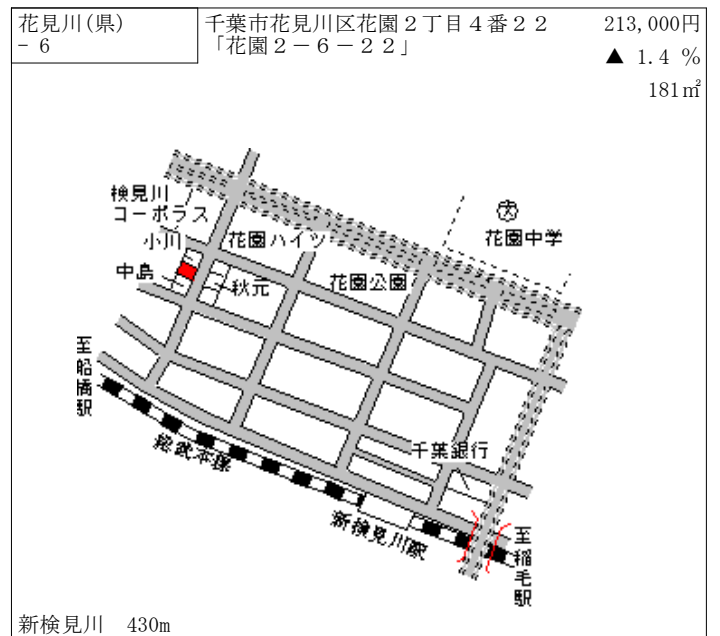 花見川(県)
- 6
千葉市花見川区花園２丁目４番２２
「花園２－６－２２」
213,000円
▲ 1.4 %
181㎡
検見川
コーポラス
小川
花園ハイツ
花園中学
中島
秋元
花園公園
至船橋駅
総武本線
千葉銀行
新検見川駅
至稲毛駅
新検見川　430m